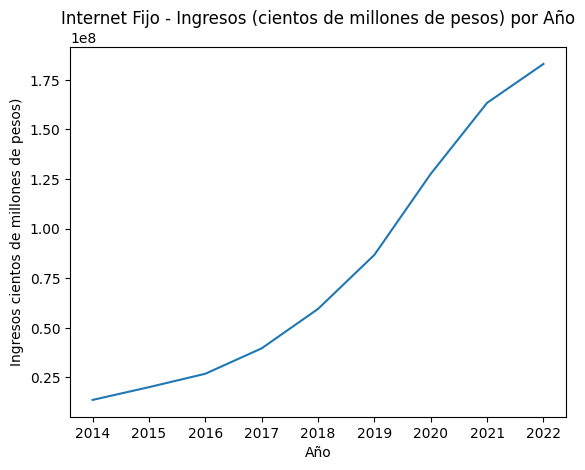 Internet Fijo - Ingresos (cientos de millones de pesos) por Año
1e8
1.75
1.50
1.25
1.00
0.75
0.50
0.25
Ingresos cientos de millones de pesos)
2014 2015 2016 2017 2018 2019 2020 2021 2022
Año